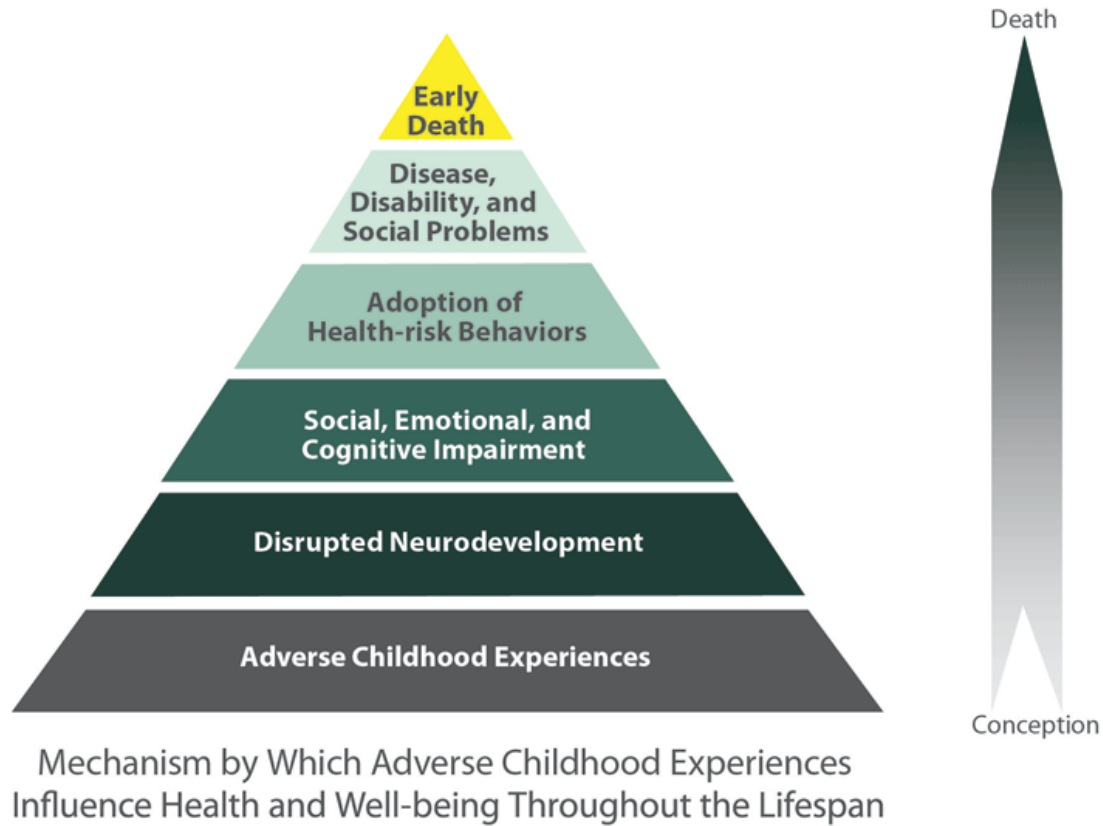 Death
Early
Death
Disease,
Disability, and
Social Problems
Adoption of
Health-risk Behaviors
Social, Emotional, and
Cognitive Impairment
Disrupted Neurodevelopment
Adverse Childhood Experiences
Conception
Mechanism by Which Adverse Childhood Experiences
Influence Health and Well-being Throughout the Lifespan